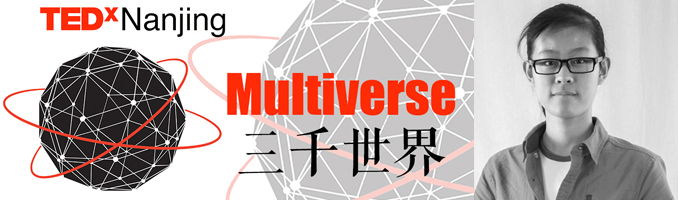 TEDxNanjing
Multiverse
三千世界